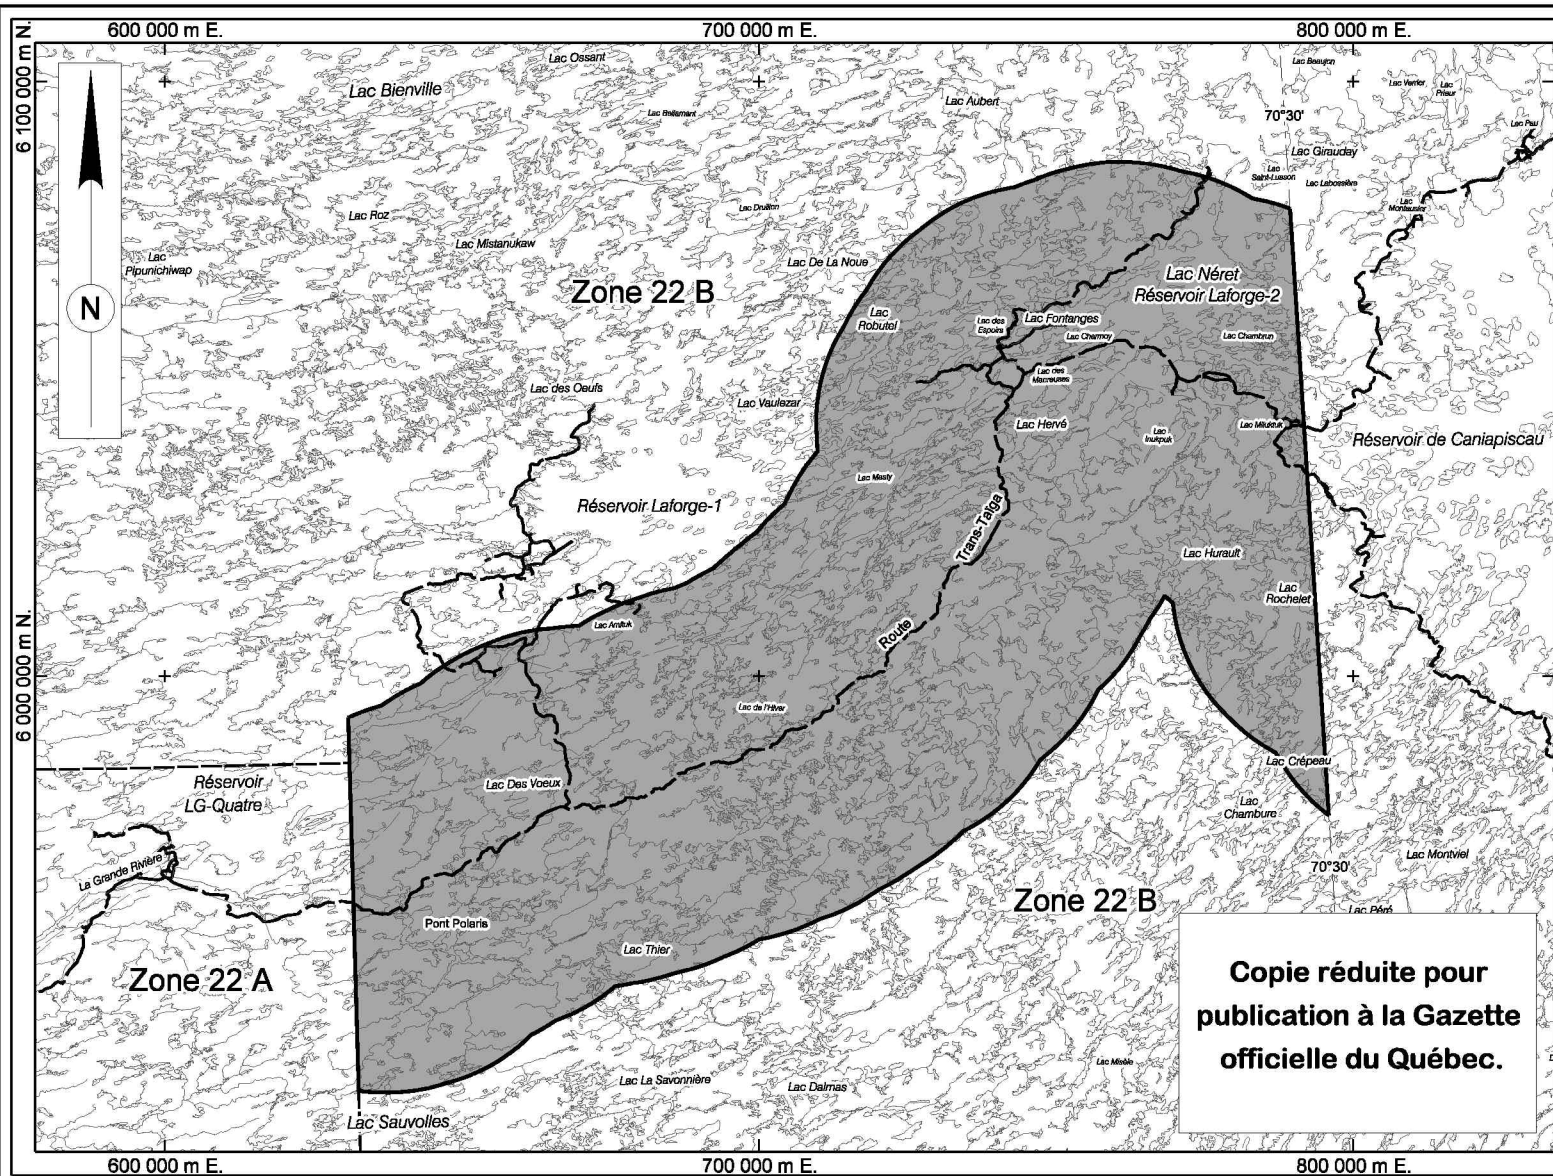 600 000 m E.
700 000 m E.
800 000 m E.
6 100 000 m N.
6 000 000 m N.
N
Lac Ossant
Lac Beaujon
Lac Bienville
Lac Verrier
Lac
Prieur
Lac Aubert
70°30'
Lac Pau
Lac Girauday
Lac
Saint-Lusson
Lac Labossière
Lac
Montausier
Lac Roz
Lac Druillon
Lac Mistanukaw
Lac
Pipunichiwap
Lac De La Noue
Lac Néret
Réservoir Laforge-2
Zone 22 B
Lac
Robutel
Lac des
Espoirs
Lac Fontanges
Lac Charmoy
Lac Chambrun
Lac des
Macreuses
Lac des Oeufs
Lac Vaulezar
Lac Hervé
Lac
Inukpuk
Lac Miluktuk
Réservoir de Caniapiscau
Lac Masty
Réservoir Laforge-1
Route
Trans-Taïga
Lac Hurault
Lac
Rochelet
Lac Amituk
Lac de l'Hiver
Lac Crépeau
Réservoir
LG-Quatre
Lac Des Voeux
Lac
Chambure
La Grande Rivière
Lac Montviel
70°30'
Zone 22 B
Lac Péré
Pont Polaris
Lac Thier
Zone 22 A
Copie réduite pour
publication à la Gazette
officielle du Québec.
Lac La Savonnière
Lac Dalmas
Lac Sauvolles
600 000 m E.
700 000 m E.
800 000 m E.